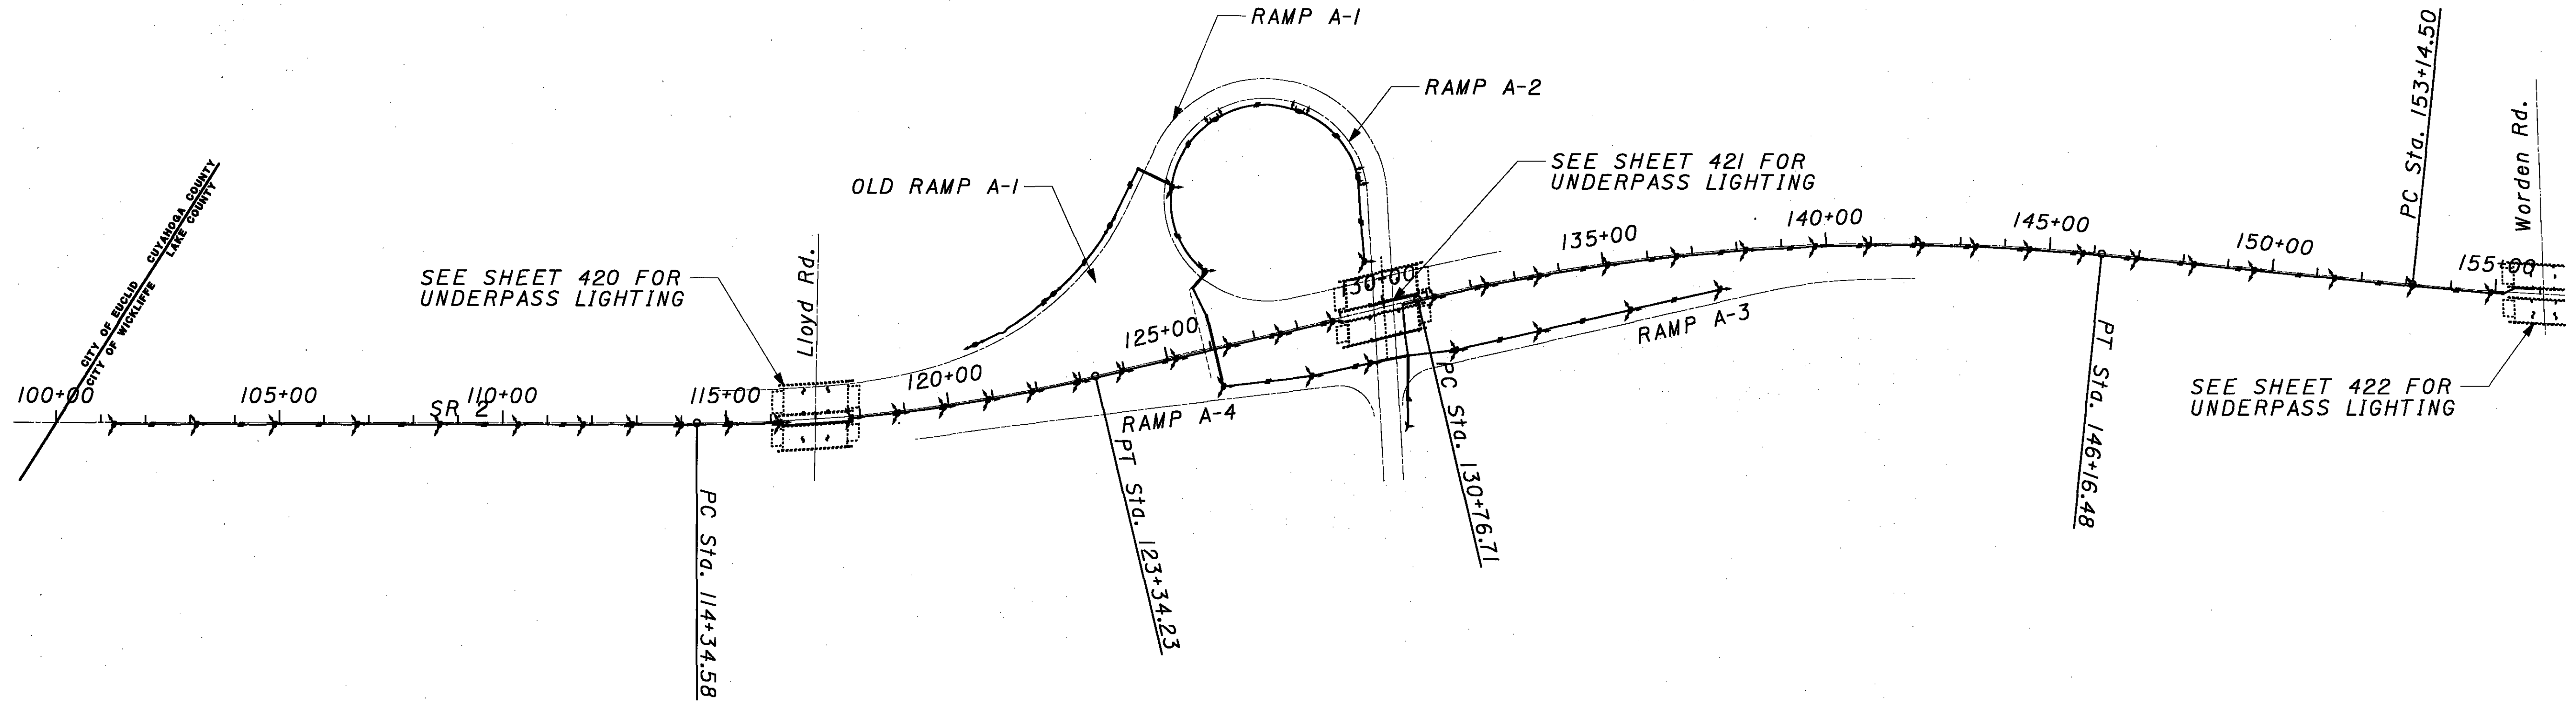 RAMP A-1
RAMP A-2
PC Sta. 153+14.50
Worden Rd.
SEE SHEET 421 FOR
UNDERPASS LIGHTING
OLD RAMP A-1
CUYAHOGA COUNTY
LAKE COUNTY
CITY OF EUCLID
CITY OF WICKLIFFE
SEE SHEET 420 FOR
UNDERPASS LIGHTING
Lloyd Rd.
100+00
105+00
110+00
SR 2
115+00
120+00
125+00
130+00
135+00
140+00
145+00
150+00
155+00
RAMP A-3
RAMP A-4
SEE SHEET 422 FOR
UNDERPASS LIGHTING
PC Sta. 114+34.58
PT Sta. 123+34.23
PC Sta. 130+76.71
PT Sta. 146+16.48